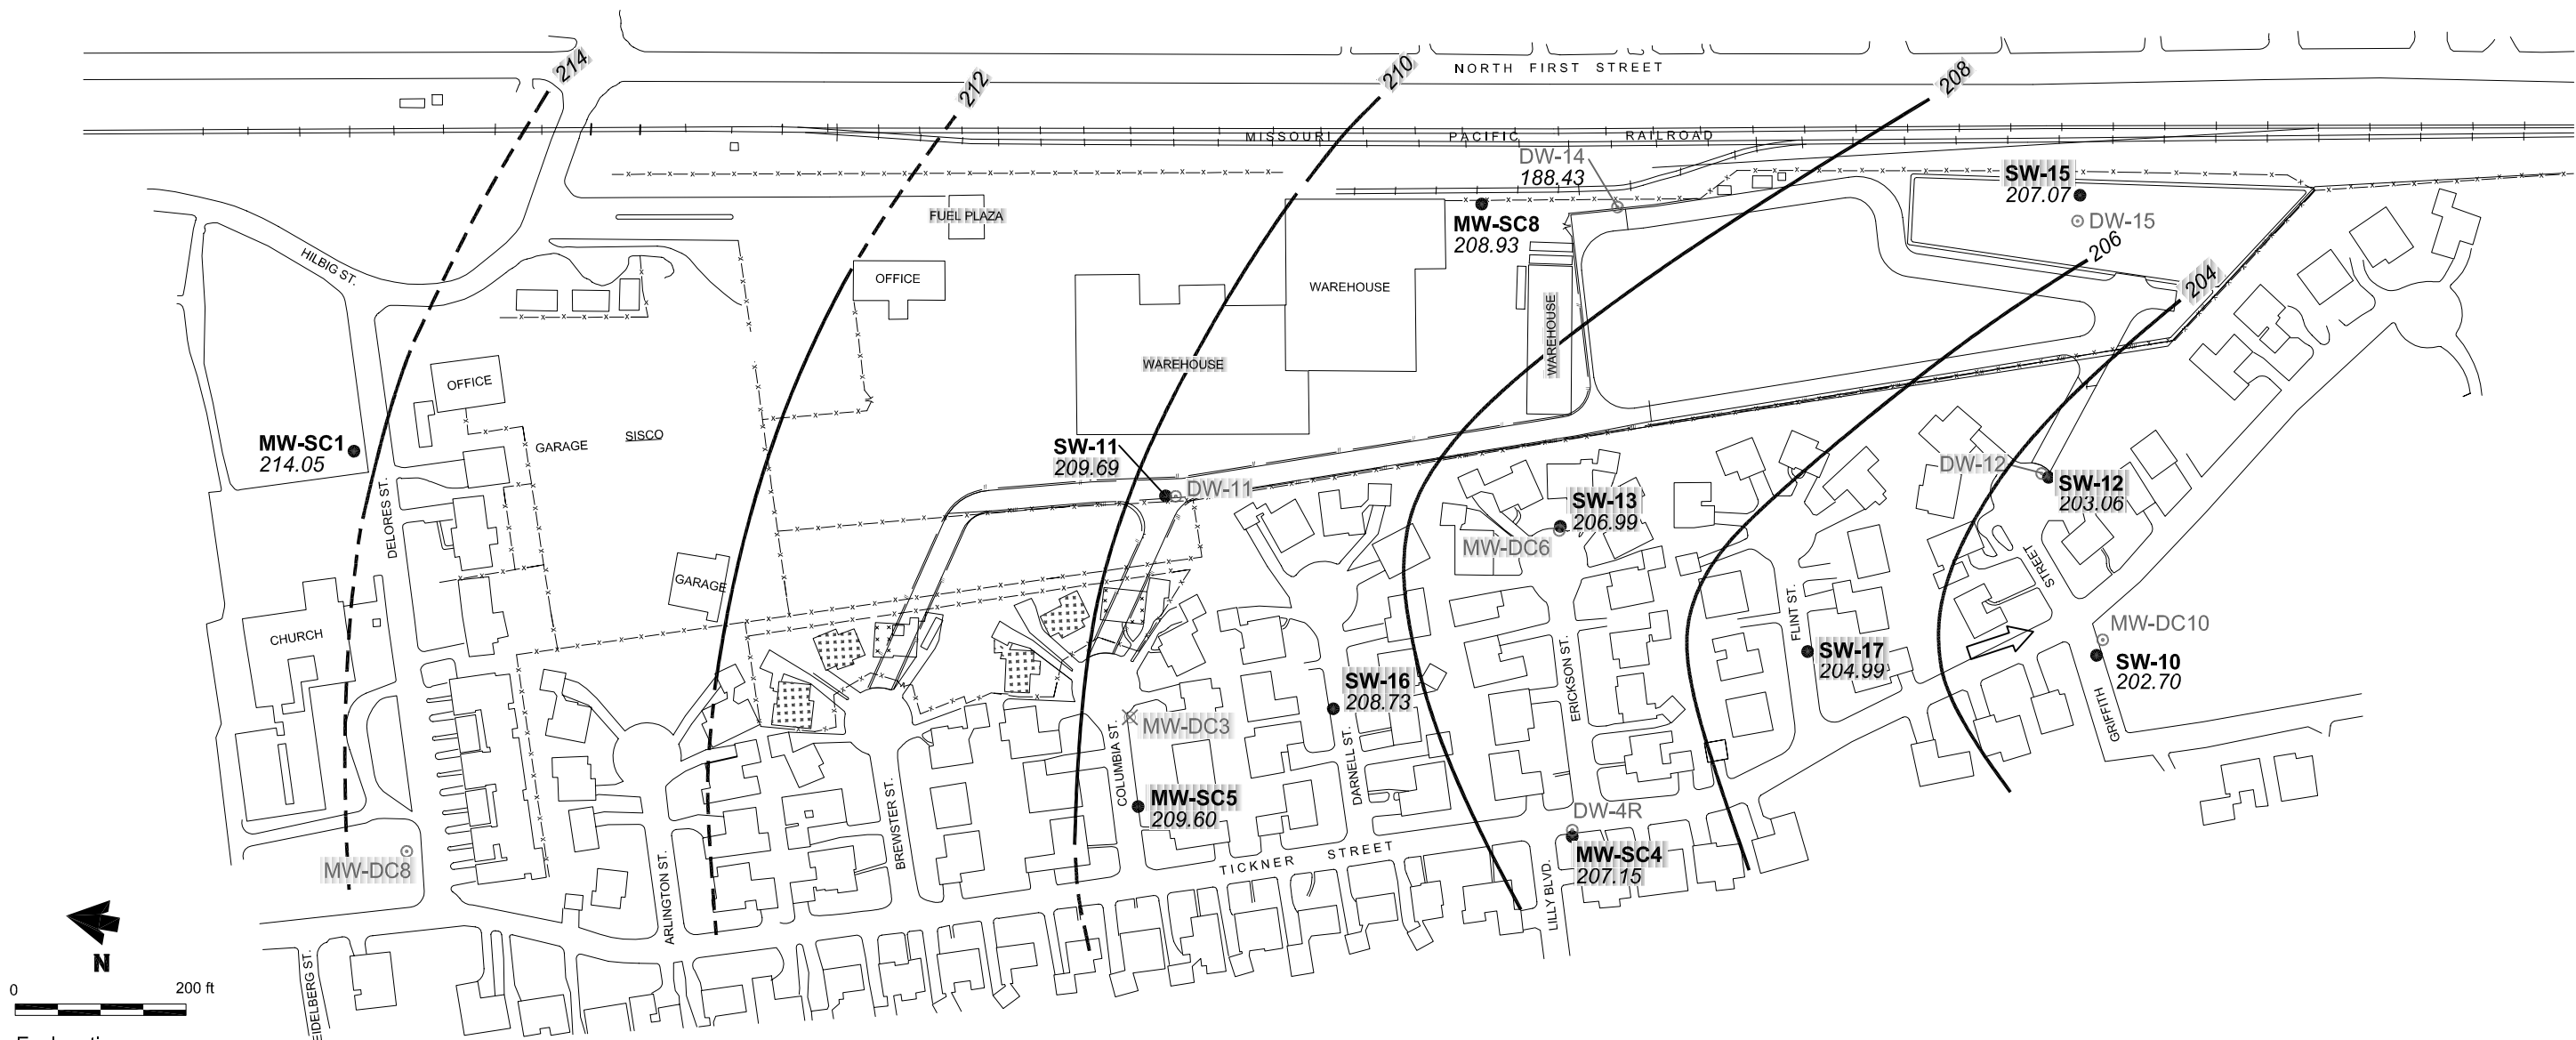 214
212
210
208
NORTH FIRST STREET
MISSOURI PACIFIC RAILROAD
DW-14
188.43
SW-15
207.07
DW-15
206
204
FUEL PLAZA
MW-SC8
208.93
HILBIG ST.
OFFICE
WAREHOUSE
WAREHOUSE
WAREHOUSE
OFFICE
MW-SC1
214.05
GARAGE
SISCO
SW-11
209.69
DW-11
DW-12
SW-12
203.06
SW-13
206.99
MW-DC6
DELORES ST.
GARAGE
CHURCH
STREET
FLINT ST.
MW-DC10
SW-10
202.70
SW-17
204.99
SW-16
208.73
ERICKSON ST.
GRIFFITH
MW-DC3
COLUMBIA ST.
DARNELL ST.
MW-SC5
209.60
BREWSTER ST.
DW-4R
MW-SC4
207.15
TICKNER STREET
MW-DC8
ARLINGTON ST.
LILLY BLVD.
N
0 200 ft
EIDELBERG ST.